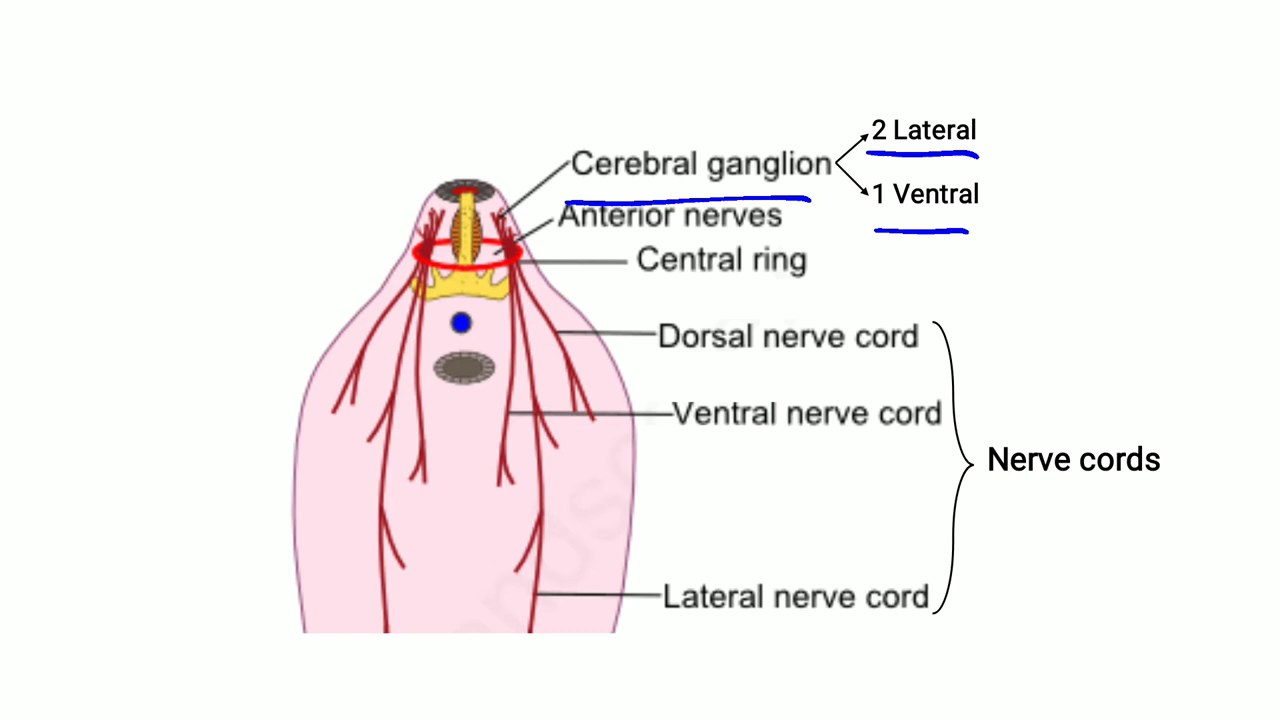 2 Lateral
Cerebral ganglion
1 Ventral
Anterior nerves
Central ring
Dorsal nerve cord
Ventral nerve cord
Nerve cords
Lateral nerve cord